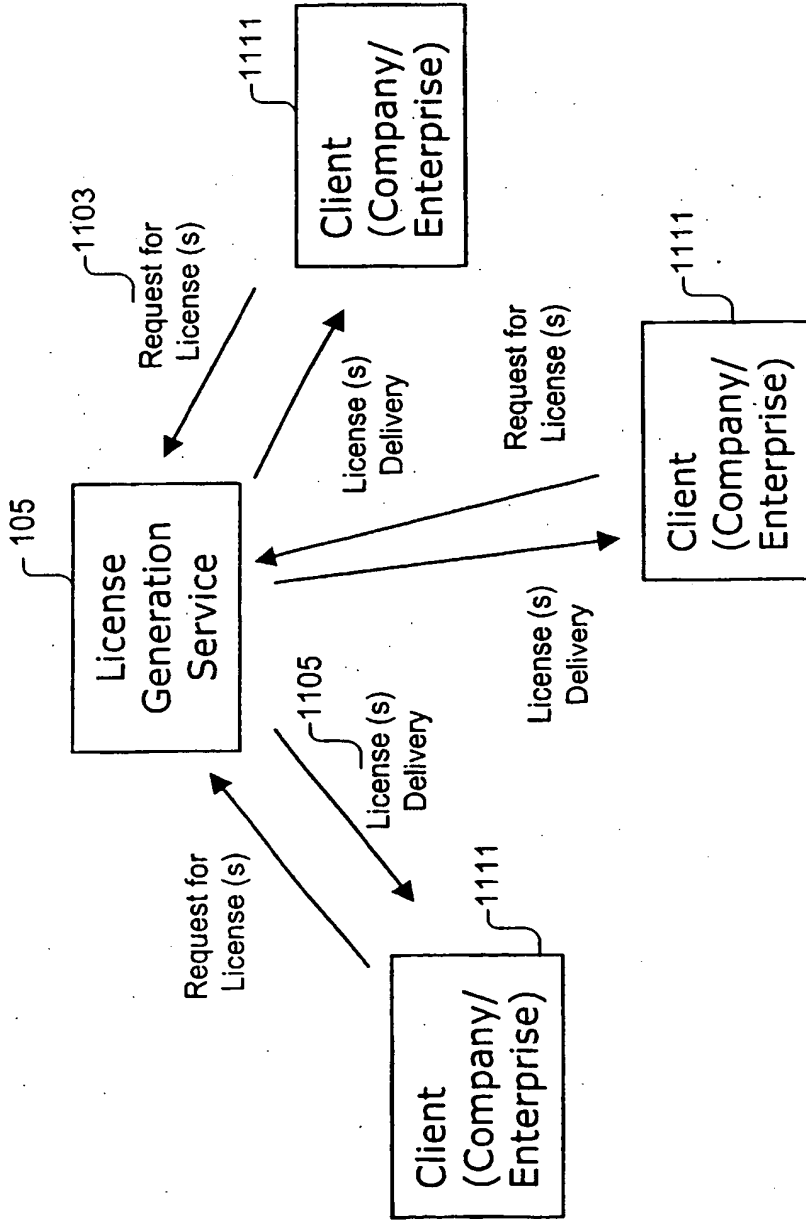 105
License
Generation
Service
1103
Request for
License (s)
1111
Client
(Company/
Enterprise)
License (s)
Delivery
Request for
License (s)
1105
License (s)
Delivery
Request for
License (s)
License (s)
Delivery
1111
Client
(Company/
Enterprise)
1111
Client
(Company/
Enterprise)